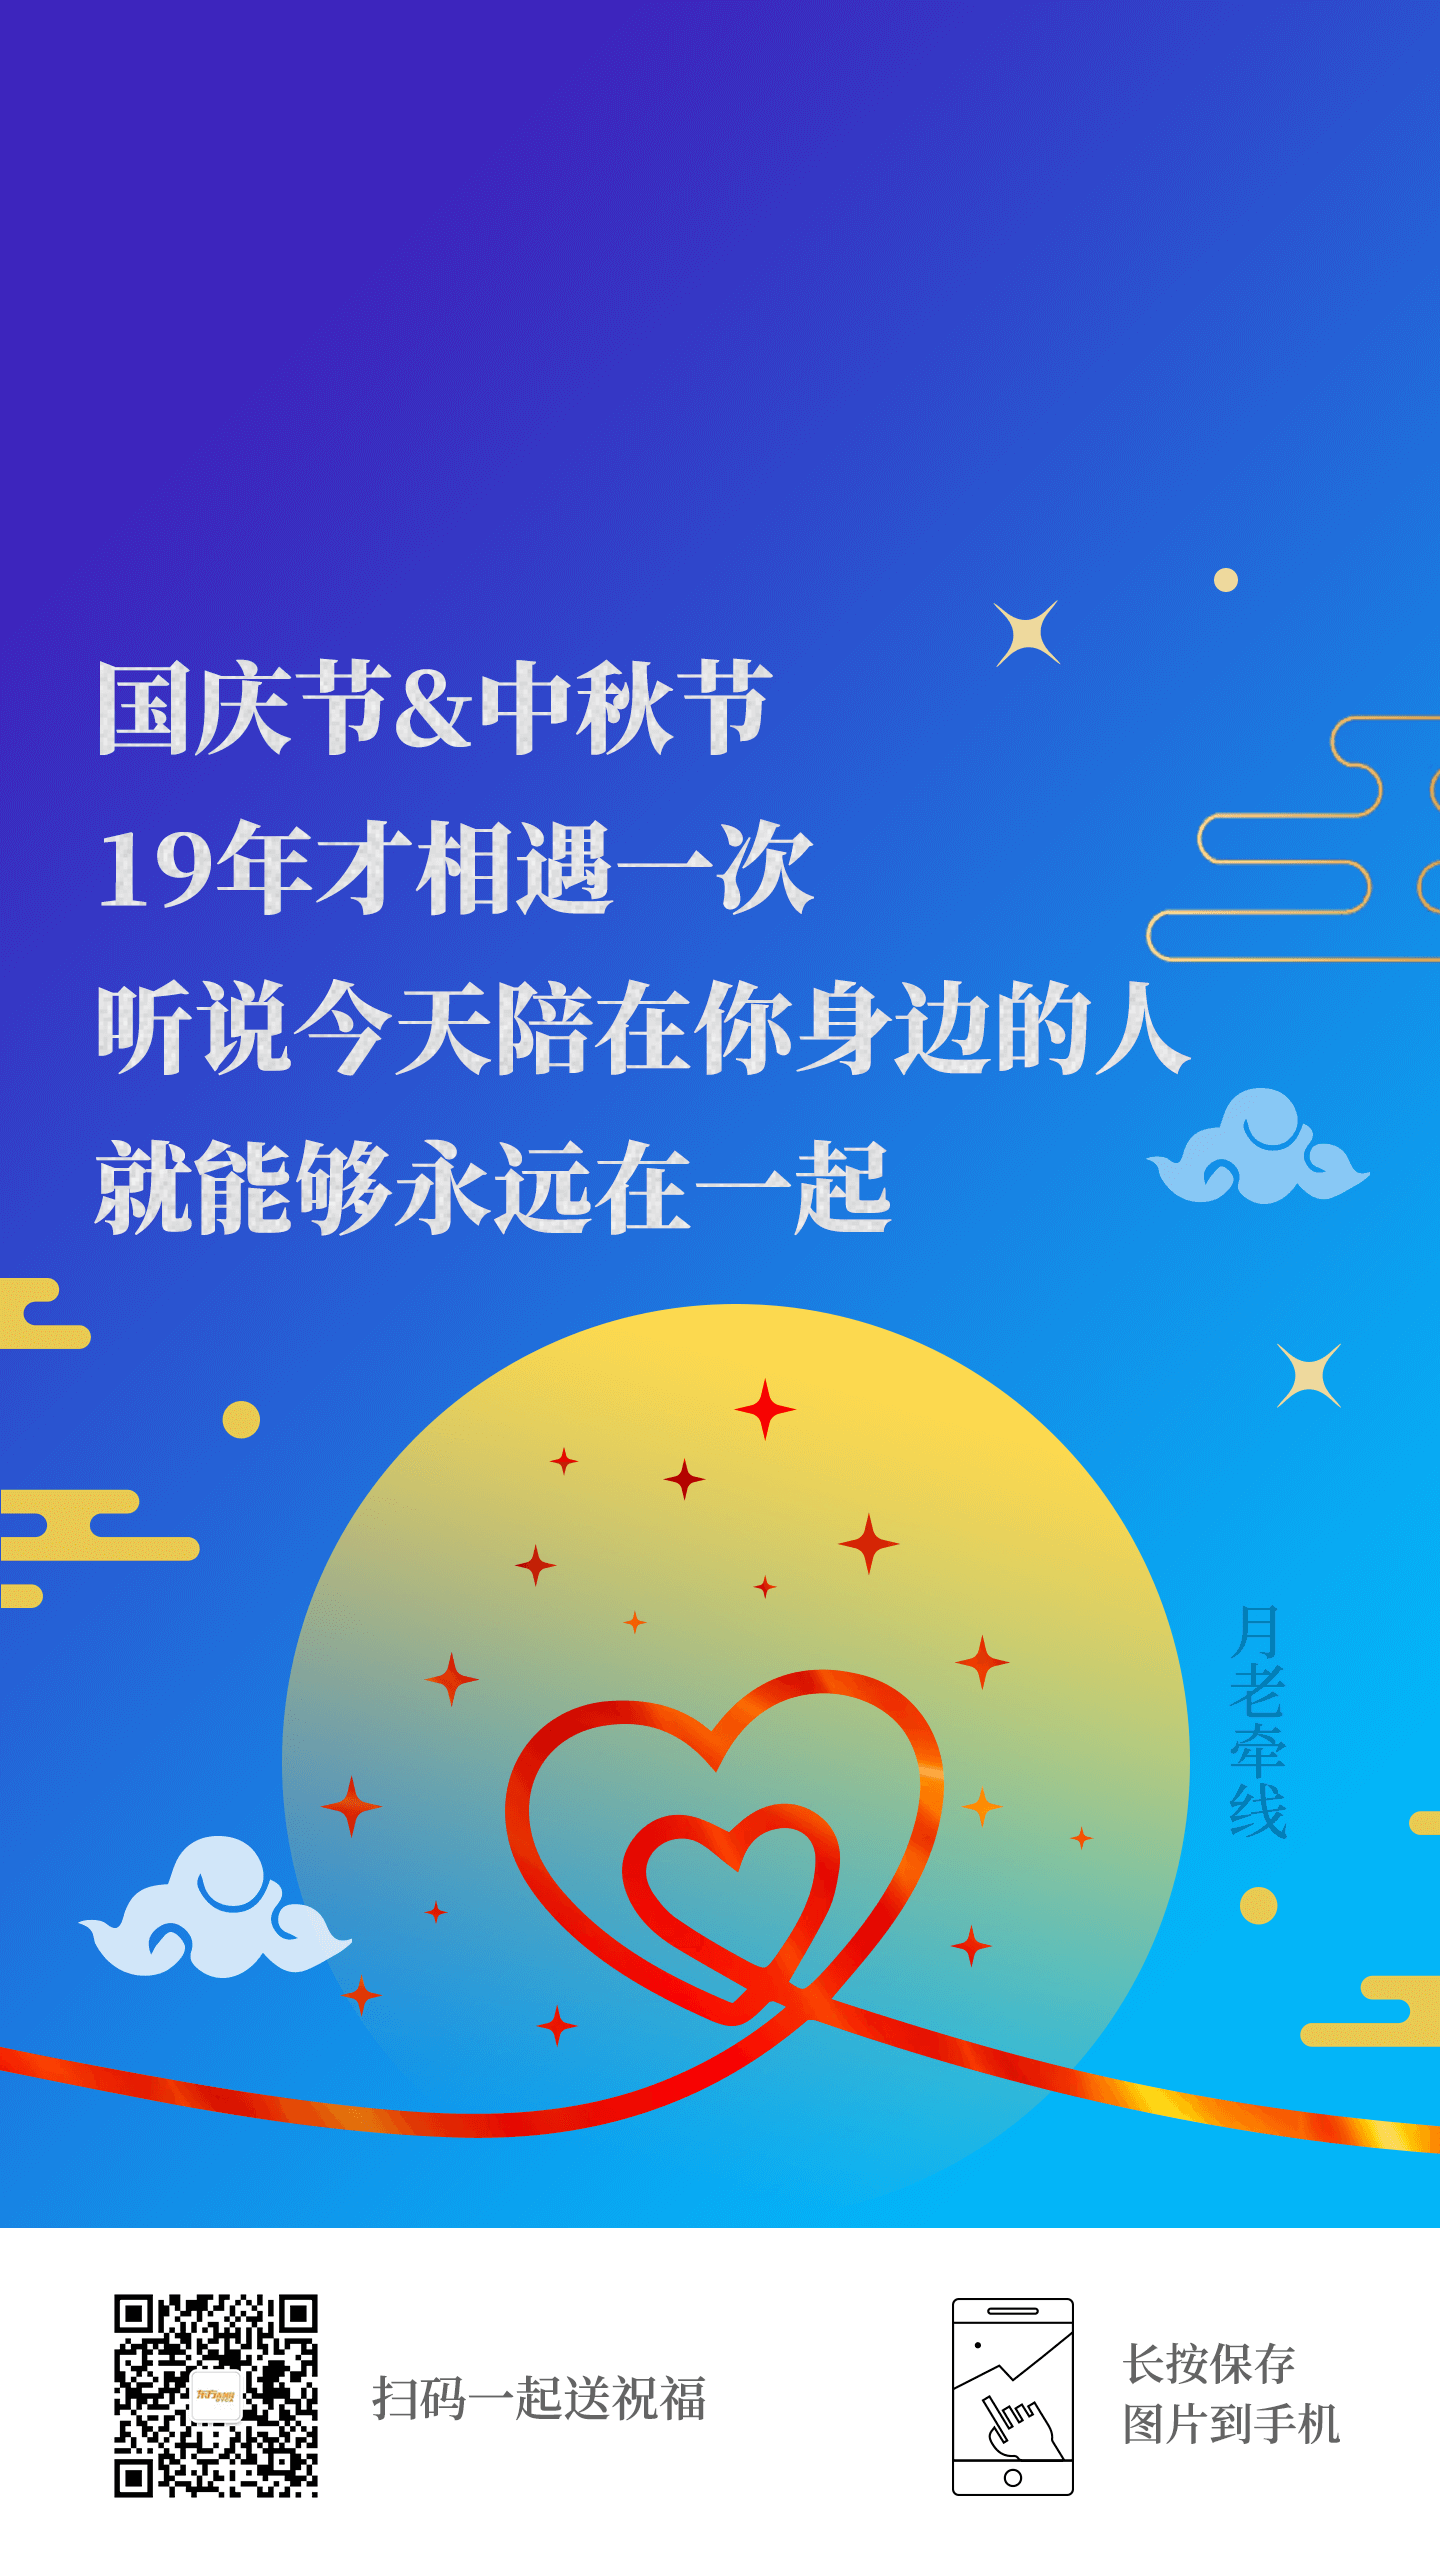 国庆节&中秋节
19年才相遇一次
听说今天陪在你身边的人
就能够永远在一起
月老牵线
扫码一起送祝福
长按保存
图片到手机